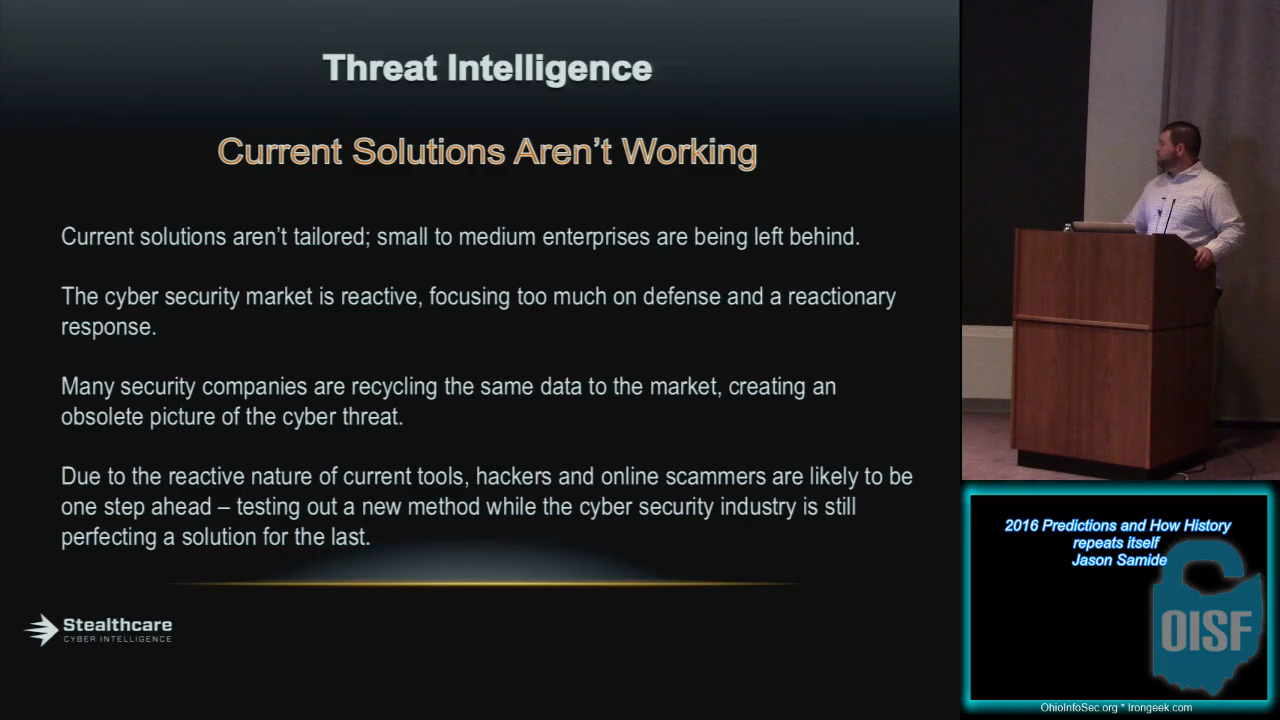 Threat Intelligence
Current Solutions Aren't Working
Current solutions aren't tailored; small to medium enterprises are being left behind.
The cyber security market is reactive, focusing too much on defense and a reactionary
response.
Many security companies are recycling the same data to the market, creating an
obsolete picture of the cyber threat.
Due to the reactive nature of current tools, hackers and online scammers are likely to be
one step ahead – testing out a new method while the cyber security industry is still
perfecting a solution for the last.
Stealthcare
CYBER INTELLIGENCE
2016 Predictions and How History
repeats itself
Jason Samide
OISF
OhioInfoSec.org * Irongeek.com